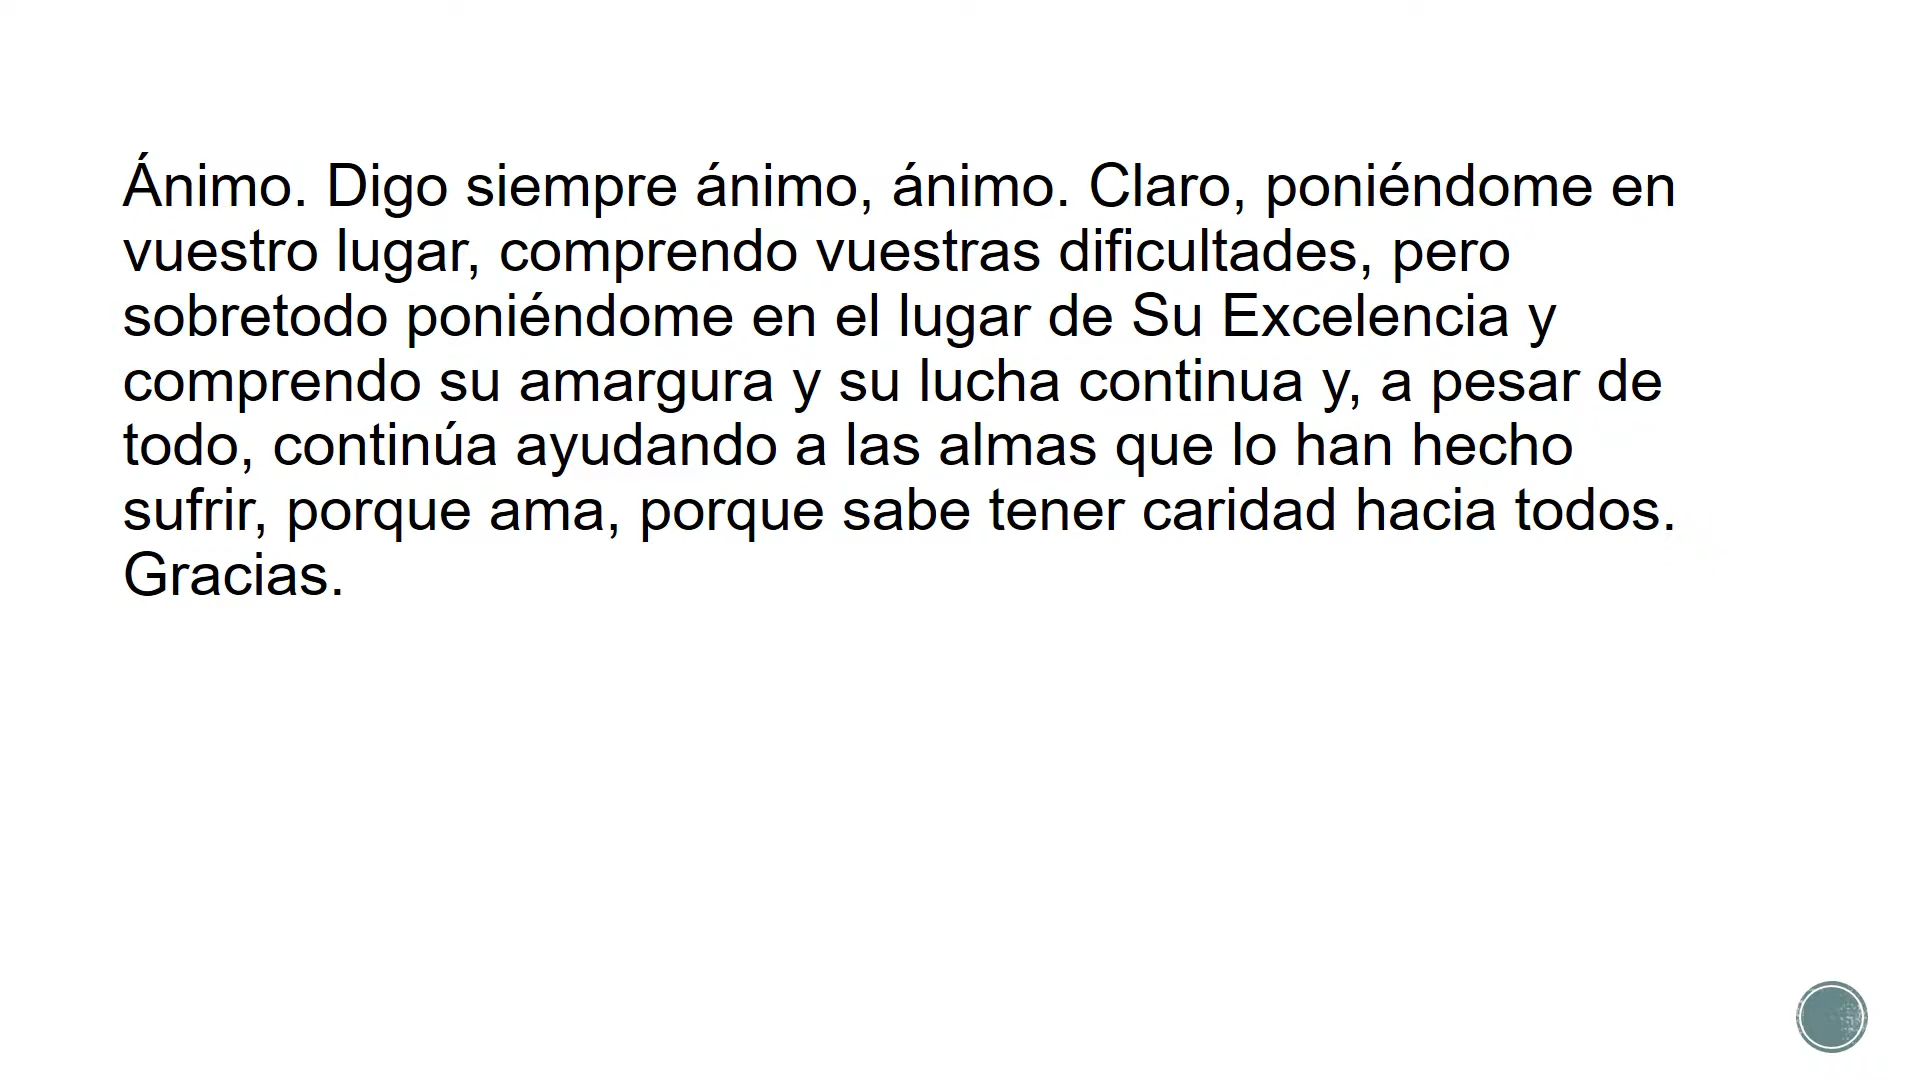 Ánimo. Digo siempre ánimo, ánimo. Claro, poniéndome en
vuestro lugar, comprendo vuestras dificultades, pero
sobretodo poniéndome en el lugar de Su Excelencia y
comprendo su amargura y su lucha continua y, a pesar de
todo, continúa ayudando a las almas que lo han hecho
sufrir, porque ama, porque sabe tener caridad hacia todos.
Gracias.